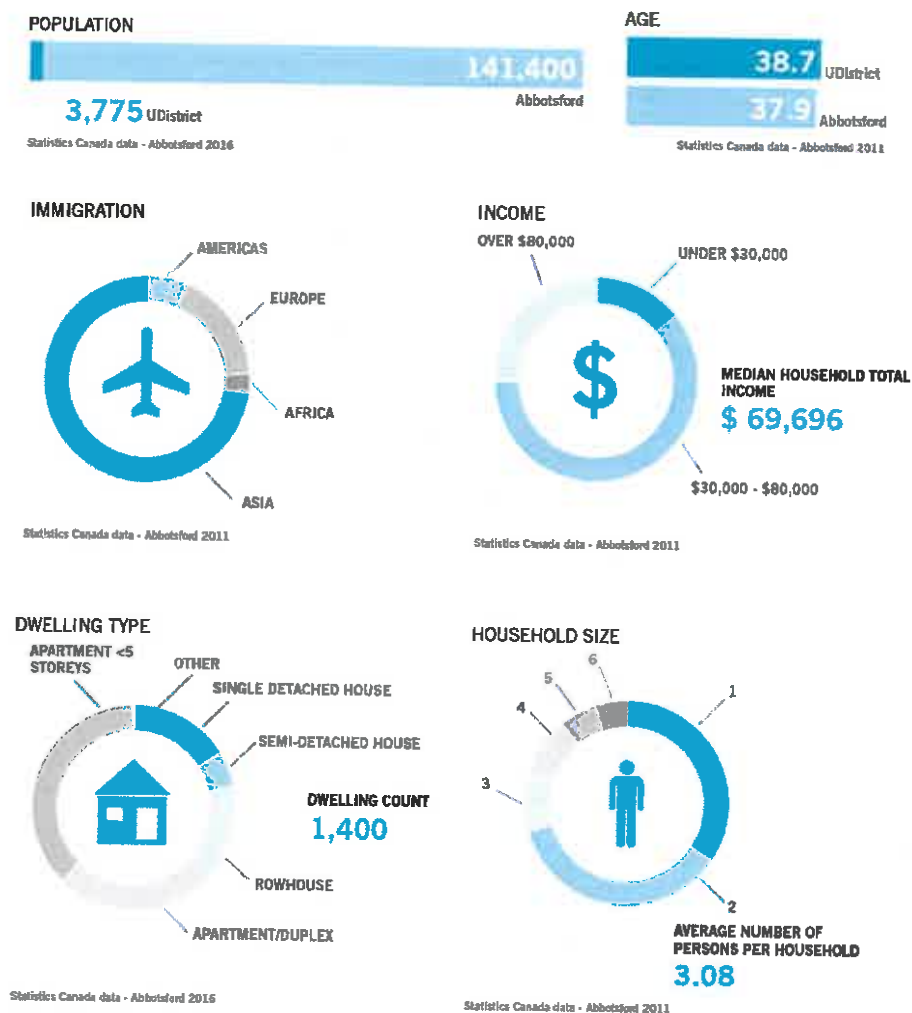 POPULATION
141,400
Abbotsford
3,775 UDistrict
Statistics Canada data - Abbotsford 2016
AGE
38.7 UDistrict
37.9 Abbotsford
Statistics Canada data - Abbotsford 2011
IMMIGRATION
AMERICAS
EUROPE
AFRICA
ASIA
Statistics Canada data - Abbotsford 2011
INCOME
OVER $80,000
UNDER $30,000
$
MEDIAN HOUSEHOLD TOTAL
INCOME
$ 69,696
$30,000 - $80,000
Statistics Canada data - Abbotsford 2011
DWELLING TYPE
APARTMENT <5
STOREYS
OTHER
SINGLE DETACHED HOUSE
SEMI-DETACHED HOUSE
DWELLING COUNT
1,400
ROWHOUSE
APARTMENT/DUPLEX
Statistics Canada data - Abbotsford 2016
HOUSEHOLD SIZE
6
5
4
3
1
2
AVERAGE NUMBER OF
PERSONS PER HOUSEHOLD
3.08
Statistics Canada data - Abbotsford 2011